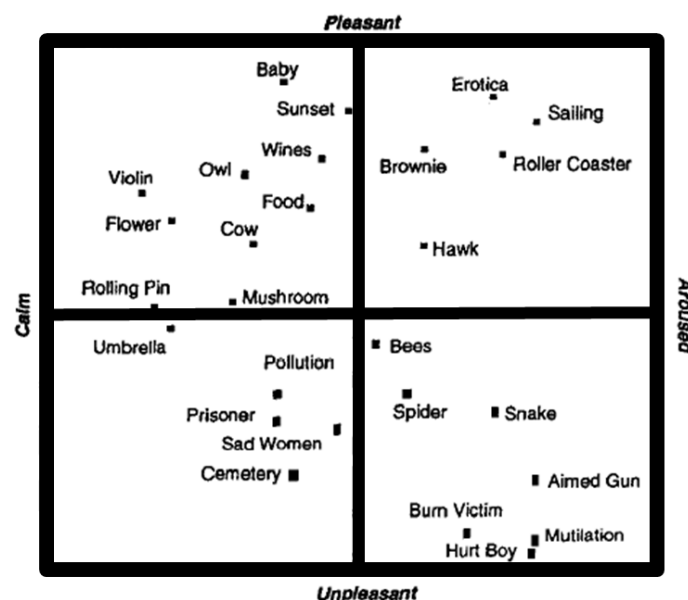 Pleasant
Baby
Erotica
Sunset
Sailing
Wines
Brownie
Roller Coaster
Owl
Violin
Food
Flower
Cow
Hawk
Rolling Pin
Mushroom
Calm
Aroused
Umbrella
Bees
Pollution
Prisoner
Spider
Snake
Sad Women
Cemetery
Aimed Gun
Burn Victim
Mutilation
Hurt Boy
Unpleasant